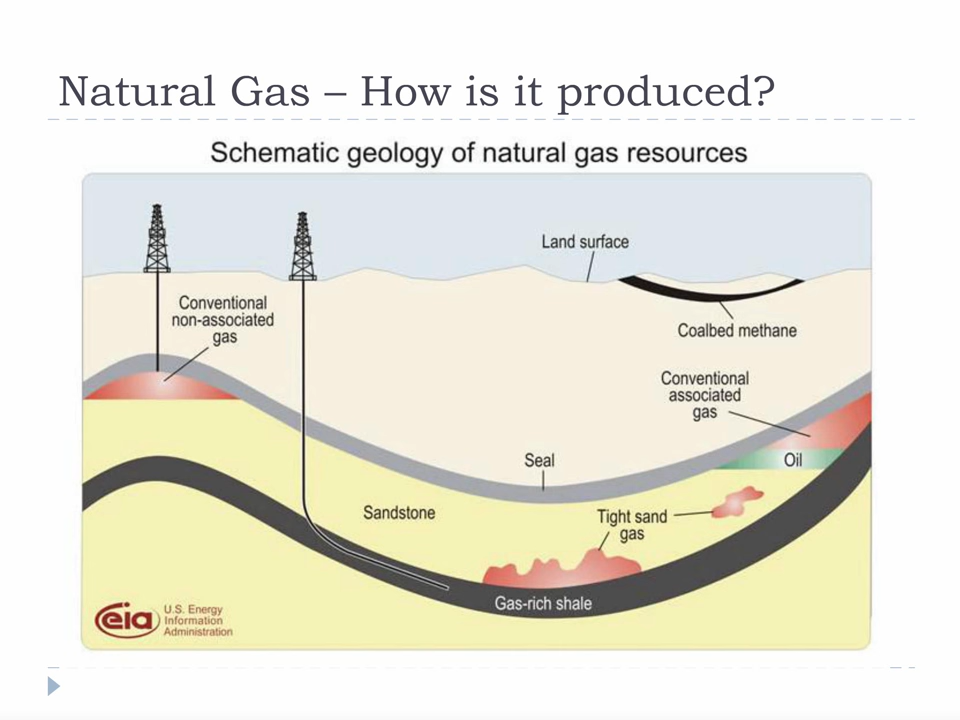 Natural Gas – How is it produced?
Schematic geology of natural gas resources
Land surface
Conventional
non-associated
gas
Coalbed methane
Conventional
associated
gas
Seal
Oil
Sandstone
Tight sand
gas
Gas-rich shale
eia
U.S. Energy
Information
Administration